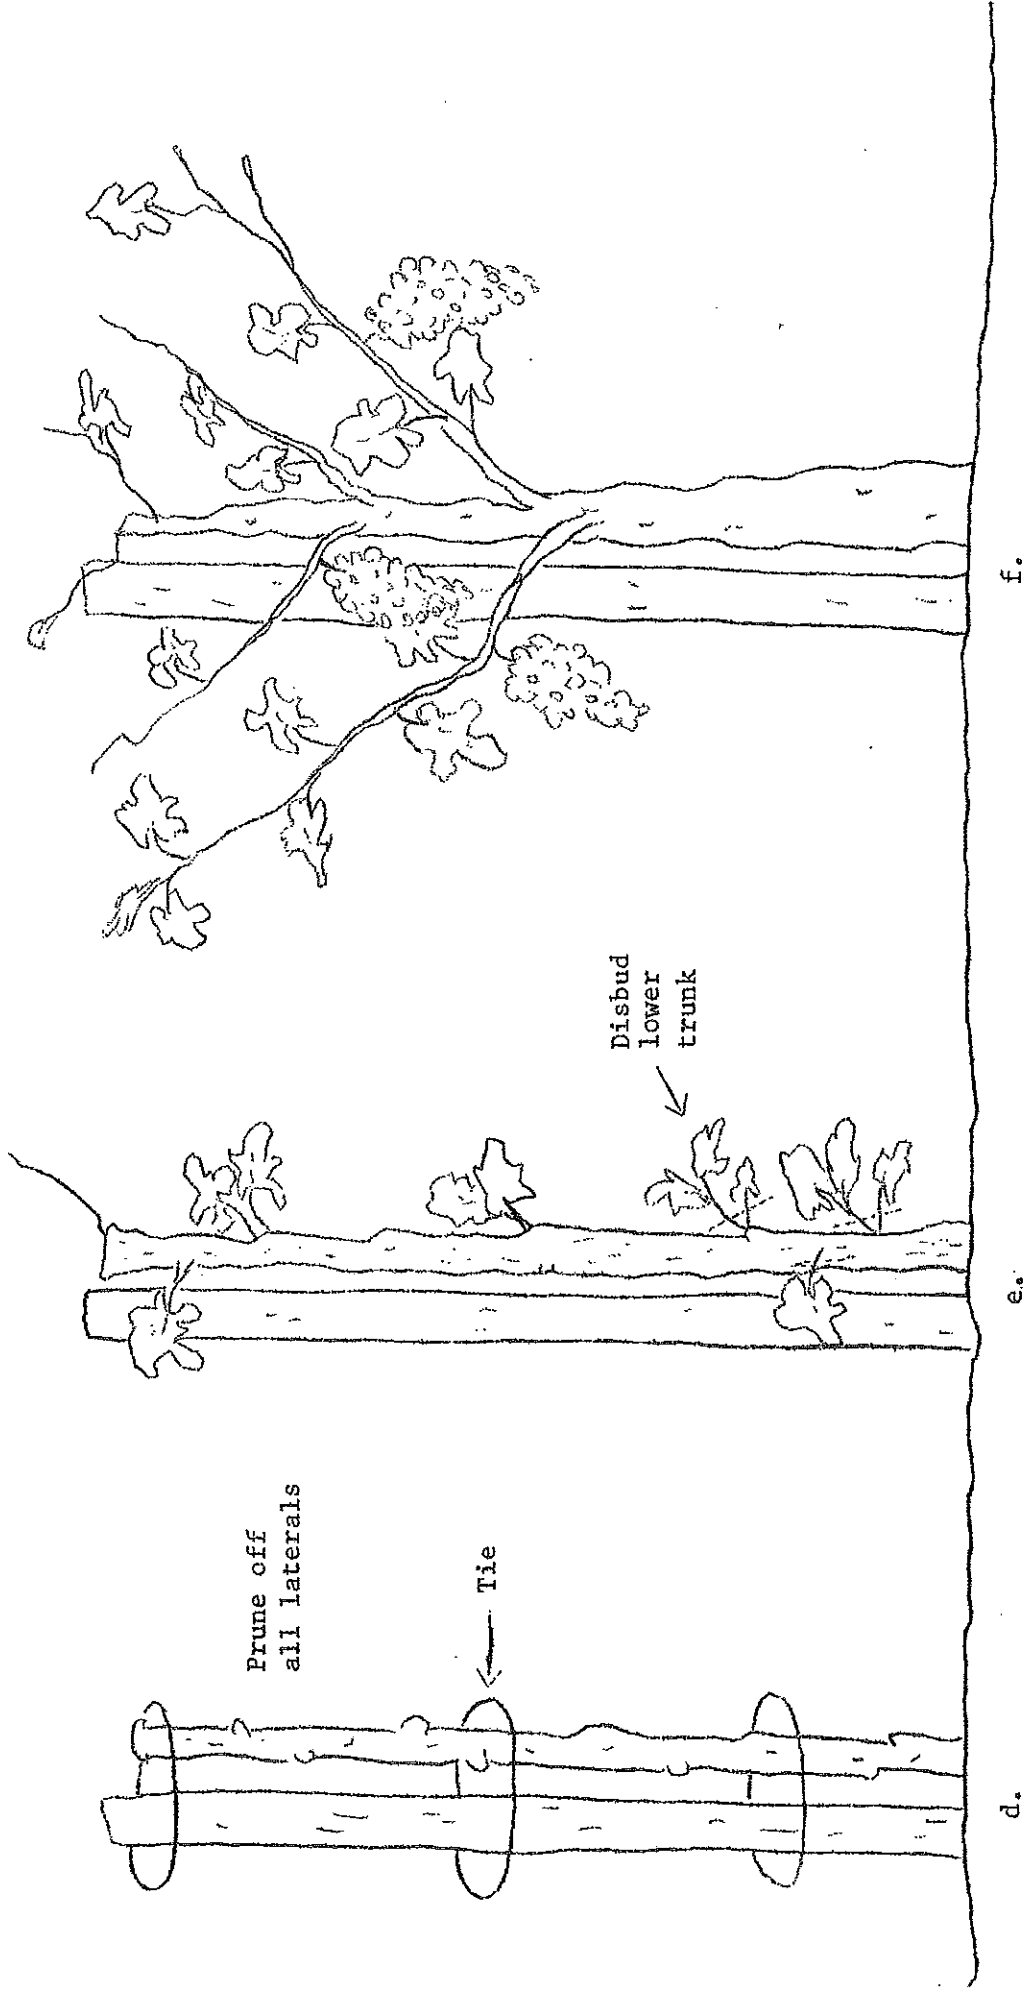 Prune off
all laterals
Tie
Disbud
lower
trunk
d.
e.
f.